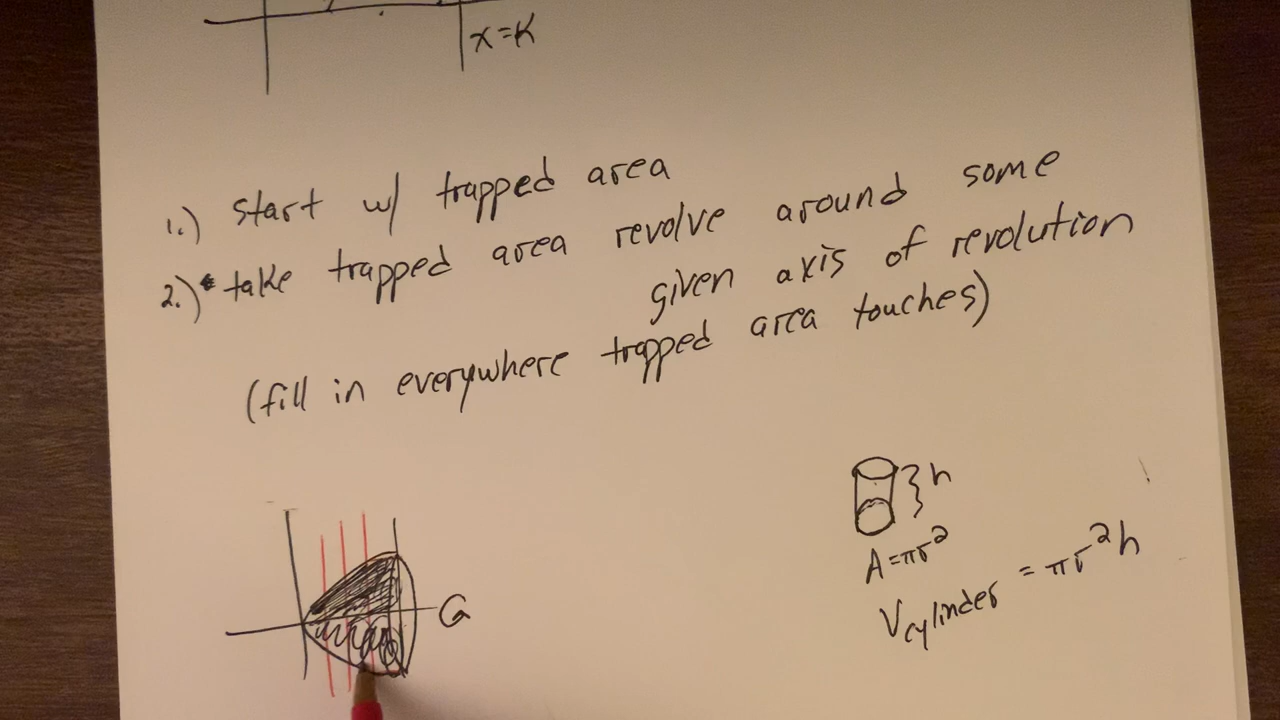 x=K
1.) start w/ trapped area
2.) take trapped area revolve around some
given axis of revolution
(fill in everywhere trapped area touches)
h
A=πr²
V cylinder = πr²h